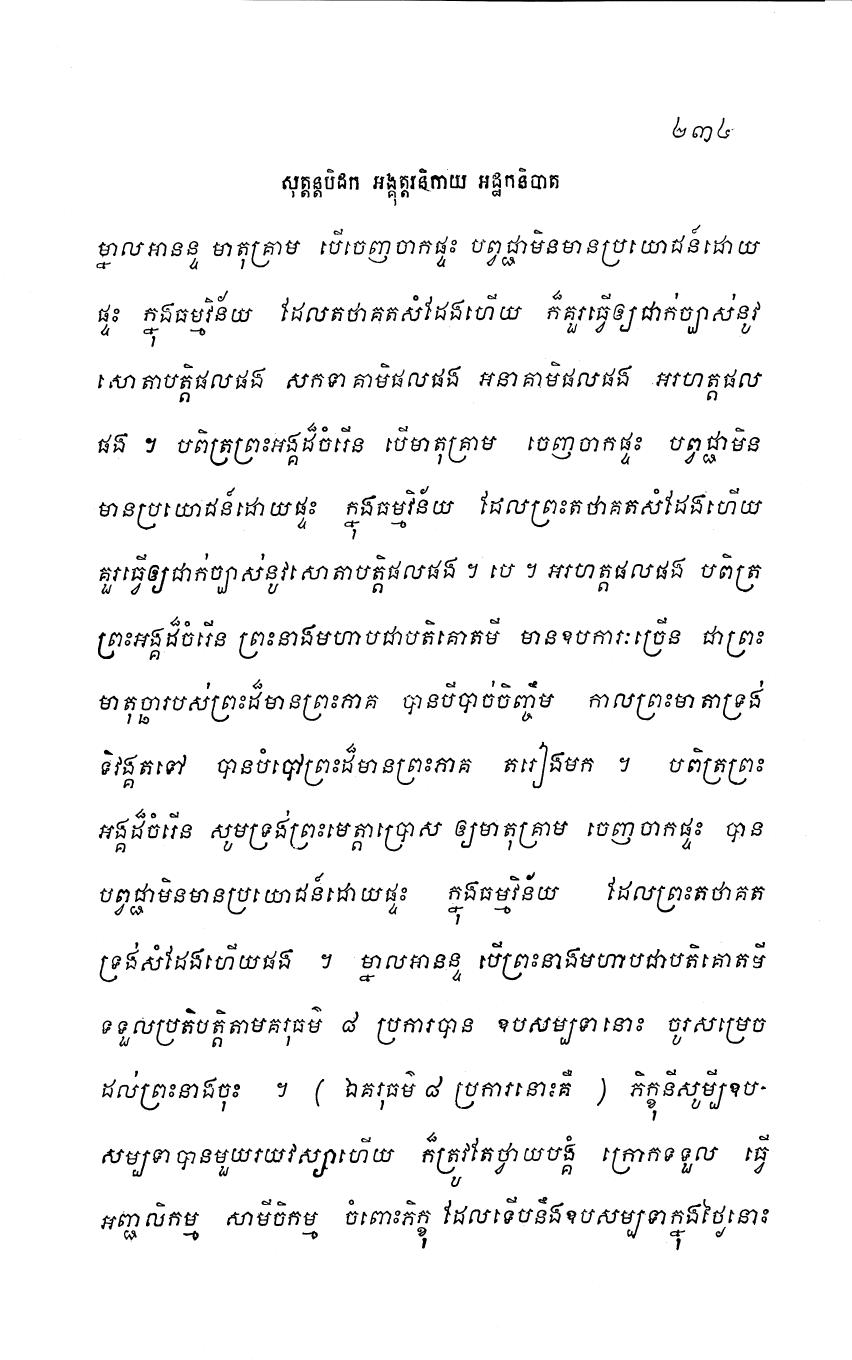 ២៣៤
សុត្តន្តបិដក អង្គុត្តរនិកាយ អដ្ឋកនិបាត
ម្នាលអានន្ទ មាតុគ្រាម បើចេញចាកផ្ទះ បព្វជ្ជាមិនមានប្រយោជន៍ដោយ
ផ្ទះ ក្នុងធម្មវិន័យ ដែលតថាគតសំដែងហើយ ក៏គួរធ្វើឲ្យជាក់ច្បាស់នូវ
សោតាបត្តិផលផង សកទាគាមិផលផង អនាគាមិផលផង អរហត្តផល
ផង ។ បពិត្រព្រះអង្គដ៏ចំរើន បើមាតុគ្រាម ចេញចាកផ្ទះ បព្វជ្ជាមិន
មានប្រយោជន៍ដោយផ្ទះ ក្នុងធម្មវិន័យ ដែលព្រះតថាគតសំដែងហើយ
គួរធ្វើឲ្យជាក់ច្បាស់នូវសោតាបត្តិផលផង ។ បេ ។ អរហត្តផលផង បពិត្រ
ព្រះអង្គដ៏ចំរើន ព្រះនាងមហាបជាបតិគោតមី មានឧបការៈច្រើន ជាព្រះ
មាតុច្ឆារបស់ព្រះដ៏មានព្រះភាគ បានបីបាច់ចិញ្ចឹម កាលព្រះមាតាទ្រង់
ទិវង្គតទៅ បានបំបៅព្រះដ៏មានព្រះភាគ តរៀងមក ។ បពិត្រព្រះ
អង្គដ៏ចំរើន សូមទ្រង់ព្រះមេត្តាប្រោស ឲ្យមាតុគ្រាម ចេញចាកផ្ទះ បាន
បព្វជ្ជាមិនមានប្រយោជន៍ដោយផ្ទះ ក្នុងធម្មវិន័យ ដែលព្រះតថាគត
ទ្រង់សំដែងហើយផង ។ ម្នាលអានន្ទ បើព្រះនាងមហាបជាបតិគោតមី
ទទួលប្រតិបត្តិតាមគរុធម៌ ៨ ប្រការបាន ឧបសម្បទានោះ ចូរសម្រេច
ដល់ព្រះនាងចុះ ។ ( ឯគរុធម៌ ៨ ប្រការនោះគឺ ) ភិក្ខុនីសូម្បីឧប-
សម្បទាបានមួយរយវស្សាហើយ ក៏ត្រូវតែថ្វាយបង្គំ ក្រោកទទួល ធ្វើ
អញ្ជលិកម្ម សាមីចិកម្ម ចំពោះភិក្ខុ ដែលទើបនឹងឧបសម្បទាក្នុងថ្ងៃនោះ